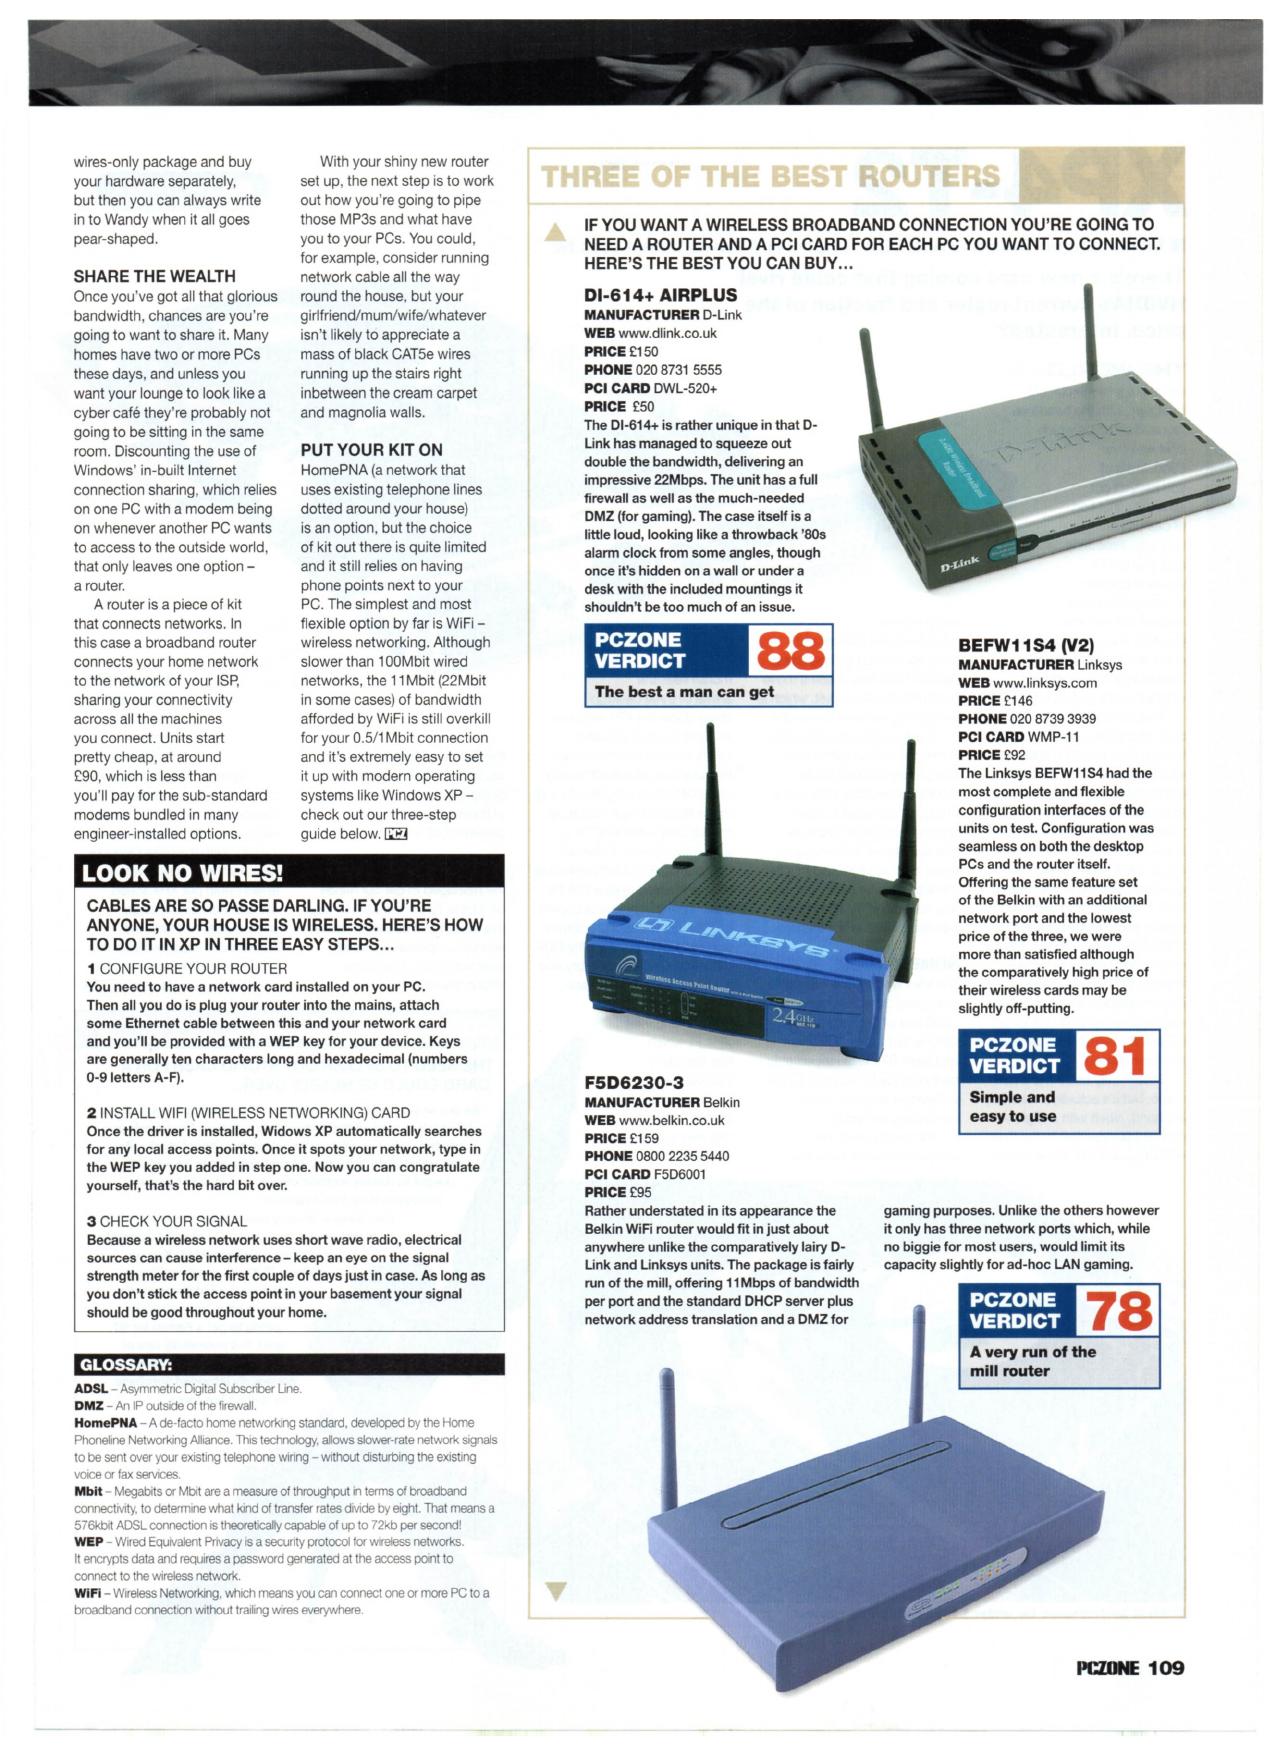 wires-only package and buy
your hardware separately,
but then you can always write
in to Wandy when it all goes
pear-shaped.
SHARE THE WEALTH
Once you've got all that glorious
bandwidth, chances are you're
going to want to share it. Many
homes have two or more PCs
these days, and unless you
want your lounge to look like a
cyber café they're probably not
going to be sitting in the same
room. Discounting the use of
Windows' in-built Internet
connection sharing, which relies
on one PC with a modem being
on whenever another PC wants
to access to the outside world,
that only leaves one option –
a router.
A router is a piece of kit
that connects networks. In
this case a broadband router
connects your home network
to the network of your ISP,
sharing your connectivity
across all the machines
you connect. Units start
pretty cheap, at around
£90, which is less than
you'll pay for the sub-standard
modems bundled in many
engineer-installed options.
With your shiny new router
set up, the next step is to work
out how you're going to pipe
those MP3s and what have
you to your PCs. You could,
for example, consider running
network cable all the way
round the house, but your
girlfriend/mum/wife/whatever
isn't likely to appreciate a
mass of black CAT5e wires
running up the stairs right
inbetween the cream carpet
and magnolia walls.
PUT YOUR KIT ON
HomePNA (a network that
uses existing telephone lines
dotted around your house)
is an option, but the choice
of kit out there is quite limited
and it still relies on having
phone points next to your
PC. The simplest and most
flexible option by far is WiFi –
wireless networking. Although
slower than 100Mbit wired
networks, the 11Mbit (22Mbit
in some cases) of bandwidth
afforded by WiFi is still overkill
for your 0.5/1Mbit connection
and it's extremely easy to set
it up with modern operating
systems like Windows XP –
check out our three-step
guide below. PCZ
LOOK NO WIRES!
CABLES ARE SO PASSE DARLING. IF YOU'RE
ANYONE, YOUR HOUSE IS WIRELESS. HERE'S HOW
TO DO IT IN XP IN THREE EASY STEPS...
1 CONFIGURE YOUR ROUTER
You need to have a network card installed on your PC.
Then all you do is plug your router into the mains, attach
some Ethernet cable between this and your network card
and you'll be provided with a WEP key for your device. Keys
are generally ten characters long and hexadecimal (numbers
0-9 letters A-F).
2 INSTALL WIFI (WIRELESS NETWORKING) CARD
Once the driver is installed, Widows XP automatically searches
for any local access points. Once it spots your network, type in
the WEP key you added in step one. Now you can congratulate
yourself, that's the hard bit over.
3 CHECK YOUR SIGNAL
Because a wireless network uses short wave radio, electrical
sources can cause interference – keep an eye on the signal
strength meter for the first couple of days just in case. As long as
you don't stick the access point in your basement your signal
should be good throughout your home.
GLOSSARY:
ADSL – Asymmetric Digital Subscriber Line.
DMZ – An IP outside of the firewall.
HomePNA – A de-facto home networking standard, developed by the Home
Phoneline Networking Alliance. This technology, allows slower-rate network signals
to be sent over your existing telephone wiring – without disturbing the existing
voice or fax services.
Mbit – Megabits or Mbit are a measure of throughput in terms of broadband
connectivity, to determine what kind of transfer rates divide by eight. That means a
576kbit ADSL connection is theoretically capable of up to 72kb per second!
WEP – Wired Equivalent Privacy is a security protocol for wireless networks.
It encrypts data and requires a password generated at the access point to
connect to the wireless network.
WiFi – Wireless Networking, which means you can connect one or more PC to a
broadband connection without trailing wires everywhere.
THREE OF THE BEST ROUTERS
IF YOU WANT A WIRELESS BROADBAND CONNECTION YOU'RE GOING TO
NEED A ROUTER AND A PCI CARD FOR EACH PC YOU WANT TO CONNECT.
HERE'S THE BEST YOU CAN BUY...
DI-614+ AIRPLUS
MANUFACTURER D-Link
WEB www.dlink.co.uk
PRICE £150
PHONE 020 8731 5555
PCI CARD DWL-520+
PRICE £50
The DI-614+ is rather unique in that D-
Link has managed to squeeze out
double the bandwidth, delivering an
impressive 22Mbps. The unit has a full
firewall as well as the much-needed
DMZ (for gaming). The case itself is a
little loud, looking like a throwback '80s
alarm clock from some angles, though
once it's hidden on a wall or under a
desk with the included mountings it
shouldn't be too much of an issue.
PCZONE
VERDICT 88
The best a man can get
D-Link
2.4GHz Wireless Broadband
Router
D-Link
BEFW11S4 (V2)
MANUFACTURER Linksys
WEB www.linksys.com
PRICE £146
PHONE 020 8739 3939
PCI CARD WMP-11
PRICE £92
The Linksys BEFW11S4 had the
most complete and flexible
configuration interfaces of the
units on test. Configuration was
seamless on both the desktop
PCs and the router itself.
Offering the same feature set
of the Belkin with an additional
network port and the lowest
price of the three, we were
more than satisfied although
the comparatively high price of
their wireless cards may be
slightly off-putting.
PCZONE
VERDICT 81
Simple and
easy to use
LINKSYS
Wireless Access Point Router
2.4GHz
F5D6230-3
MANUFACTURER Belkin
WEB www.belkin.co.uk
PRICE £159
PHONE 0800 2235 5440
PCI CARD F5D6001
PRICE £95
Rather understated in its appearance the
Belkin WiFi router would fit in just about
anywhere unlike the comparatively lairy D-
Link and Linksys units. The package is fairly
run of the mill, offering 11Mbps of bandwidth
per port and the standard DHCP server plus
network address translation and a DMZ for
gaming purposes. Unlike the others however
it only has three network ports which, while
no biggie for most users, would limit its
capacity slightly for ad-hoc LAN gaming.
PCZONE
VERDICT 78
A very run of the
mill router
PCZONE 109